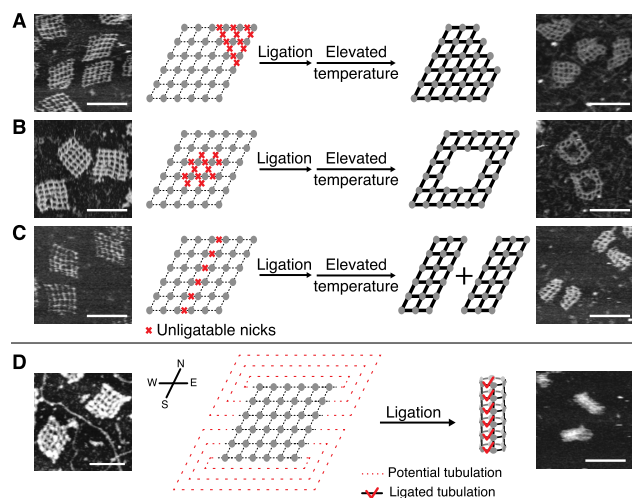 A
Ligation
Elevated
temperature
B
Ligation
Elevated
temperature
C
Ligation
Elevated
temperature
+
Unligatable nicks
D
N
W E
S
Ligation
Potential tubulation
Ligated tubulation